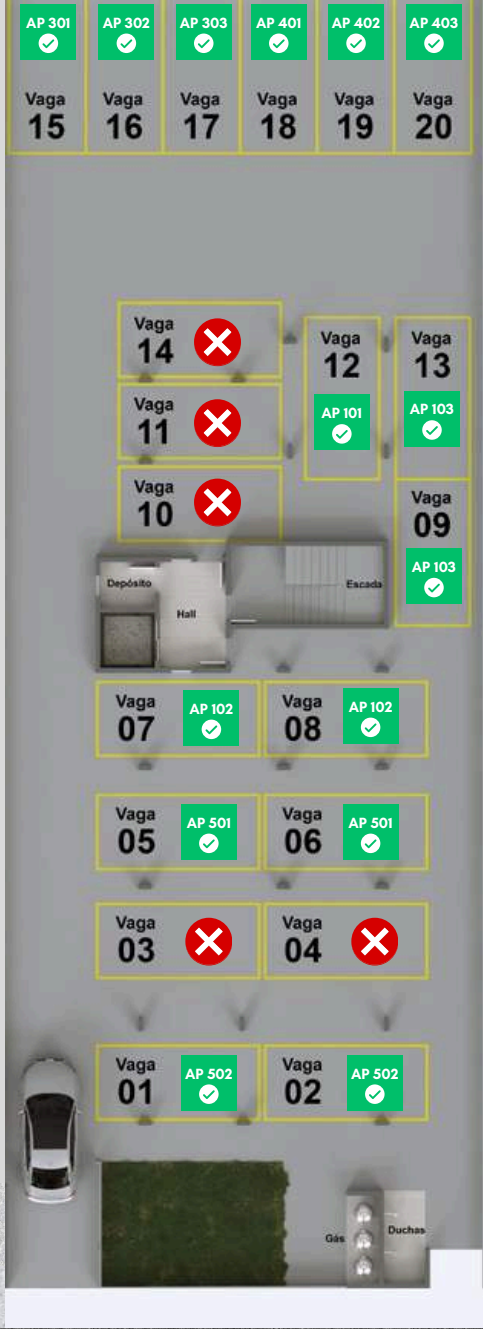 AP 301
AP 302
AP 303
AP 401
AP 402
AP 403
Vaga
15
Vaga
16
Vaga
17
Vaga
18
Vaga
19
Vaga
20
Vaga
14
Vaga
12
AP 101
Vaga
13
AP 103
Vaga
11
Vaga
10
Vaga
09
AP 103
Depósito
Hall
Escada
Vaga
07
AP 102
Vaga
08
AP 102
Vaga
05
AP 501
Vaga
06
AP 501
Vaga
03
Vaga
04
Vaga
01
AP 502
Vaga
02
AP 502
Gás
Duchas